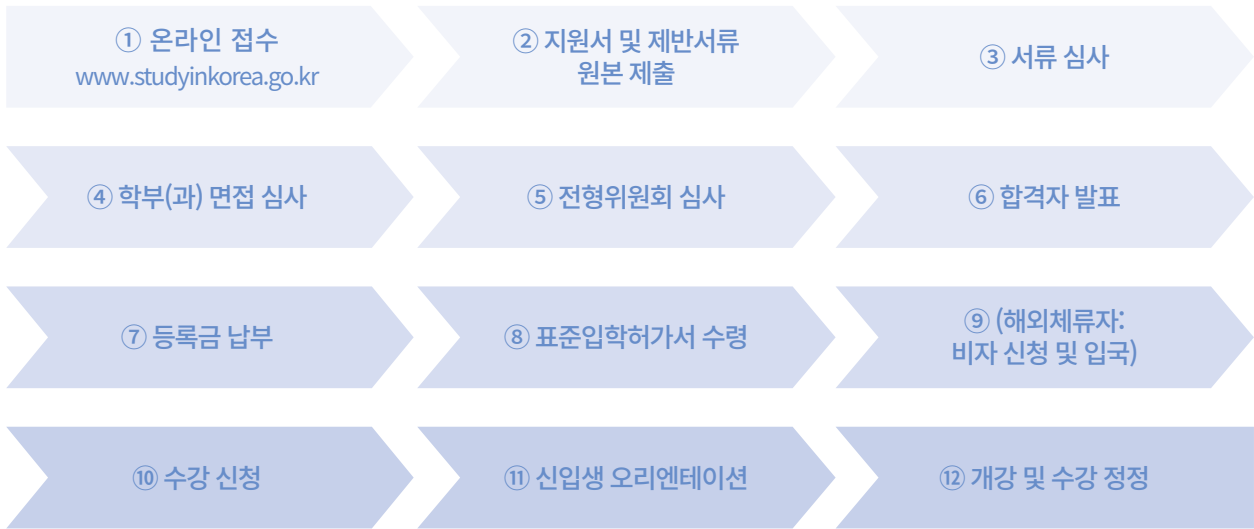 ① 온라인 접수
www.studyinkorea.go.kr
② 지원서 및 제반서류
원본 제출
③ 서류 심사
④ 학부(과) 면접 심사
⑤ 전형위원회 심사
⑥ 합격자 발표
⑦ 등록금 납부
⑧ 표준입학허가서 수령
⑨ (해외체류자:
비자 신청 및 입국)
⑩ 수강 신청
⑪ 신입생 오리엔테이션
⑫ 개강 및 수강 정정